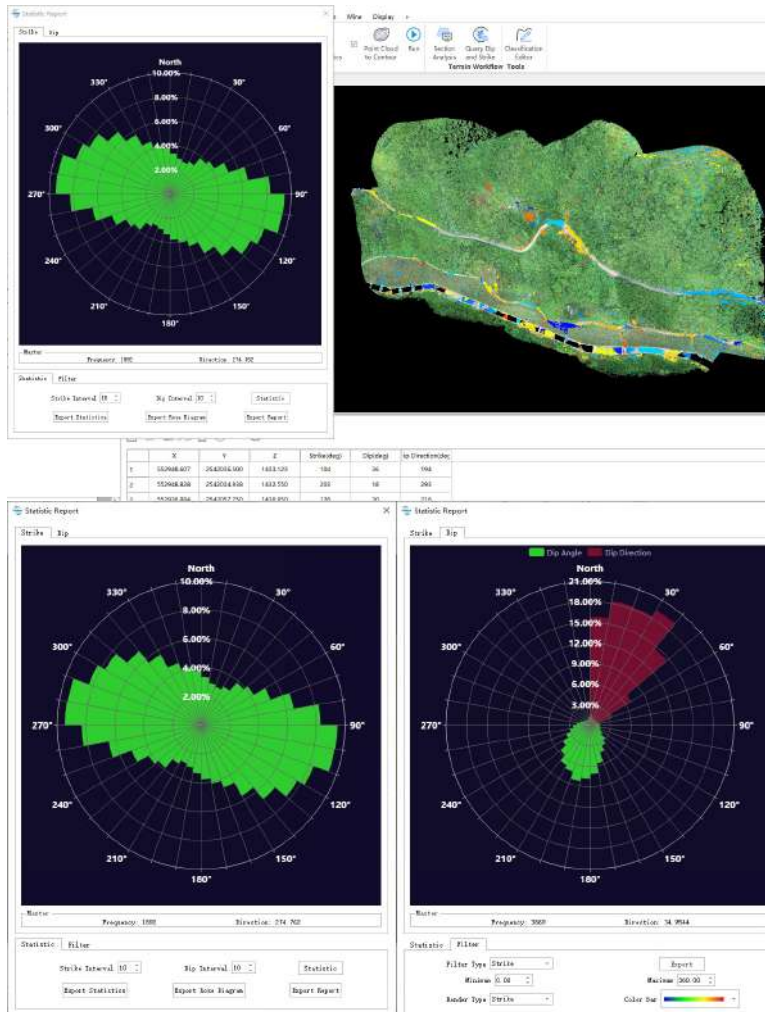 Statistic Report
Strike Dip
North
10.00%
8.00%
6.00%
4.00%
2.00%
330°
30°
300°
60°
270°
90°
240°
120°
210°
150°
180°
Master
Frequency: 1882
Statistic Filter
Strike Interval 10
Dip Interval 10
Statistic
Export Statistics
Export Rose Diagram
Export Report
Mine Display
Point Cloud
to Contour
Run
Section
Analysis
Query Dip
and Strike
Classification
Editor
Terrain Workflow Tools
X Y Z Strike(deg) Dip(deg)
1
2
Statistic Report
Strike Dip
North
10.00%
8.00%
6.00%
4.00%
2.00%
330°
30°
300°
60°
270°
90°
240°
120°
210°
150°
180°
Master
Direction: 274.762
Statistic Filter
Strike Interval 10
Dip Interval 10
Statistic
Export Statistics
Export Rose Diagram
Export Report
Statistic Report
Strike Dip
Dip Angle
Dip Direction
North
21.00%
18.00%
15.00%
12.00%
9.00%
6.00%
3.00%
330°
30°
300°
60°
270°
90°
240°
120°
210°
150°
180°
Master
Direction: 34.9844
Statistic Filter
Filter Type Strike
Export
Minimum 0.00
Maximum 360.00
Render Type Strike
Color Bar